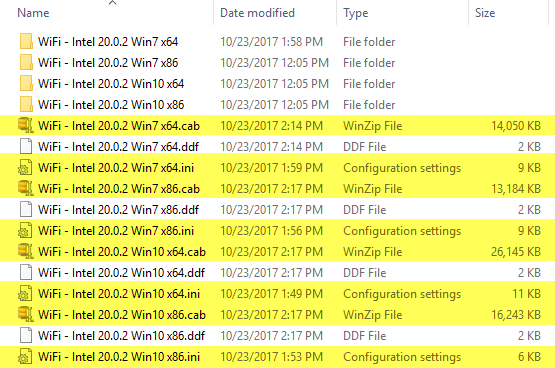 Name Date modified Type Size
WiFi - Intel 20.0.2 Win7 x64 10/23/2017 1:58 PM File folder
WiFi - Intel 20.0.2 Win7 x86 10/23/2017 12:05 PM File folder
WiFi - Intel 20.0.2 Win10 x64 10/23/2017 12:05 PM File folder
WiFi - Intel 20.0.2 Win10 x86 10/23/2017 12:05 PM File folder
WiFi - Intel 20.0.2 Win7 x64.cab 10/23/2017 2:14 PM WinZip File 14,050 KB
WiFi - Intel 20.0.2 Win7 x64.ddf 10/23/2017 2:14 PM DDF File 2 KB
WiFi - Intel 20.0.2 Win7 x64.ini 10/23/2017 1:59 PM Configuration settings 9 KB
WiFi - Intel 20.0.2 Win7 x86.cab 10/23/2017 2:17 PM WinZip File 13,184 KB
WiFi - Intel 20.0.2 Win7 x86.ddf 10/23/2017 2:17 PM DDF File 2 KB
WiFi - Intel 20.0.2 Win7 x86.ini 10/23/2017 1:56 PM Configuration settings 9 KB
WiFi - Intel 20.0.2 Win10 x64.cab 10/23/2017 2:17 PM WinZip File 26,145 KB
WiFi - Intel 20.0.2 Win10 x64.ddf 10/23/2017 2:17 PM DDF File 2 KB
WiFi - Intel 20.0.2 Win10 x64.ini 10/23/2017 1:49 PM Configuration settings 11 KB
WiFi - Intel 20.0.2 Win10 x86.cab 10/23/2017 2:17 PM WinZip File 16,243 KB
WiFi - Intel 20.0.2 Win10 x86.ddf 10/23/2017 2:17 PM DDF File 2 KB
WiFi - Intel 20.0.2 Win10 x86.ini 10/23/2017 1:53 PM Configuration settings 6 KB